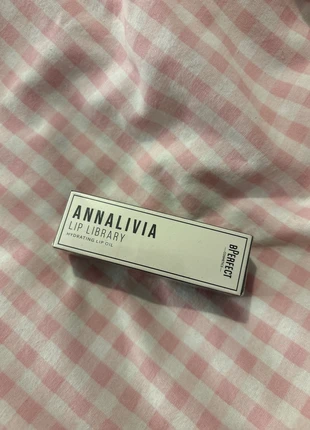 ANNALIVIA
LIP LIBRARY
HYDRATING LIP OIL
BPERFECT